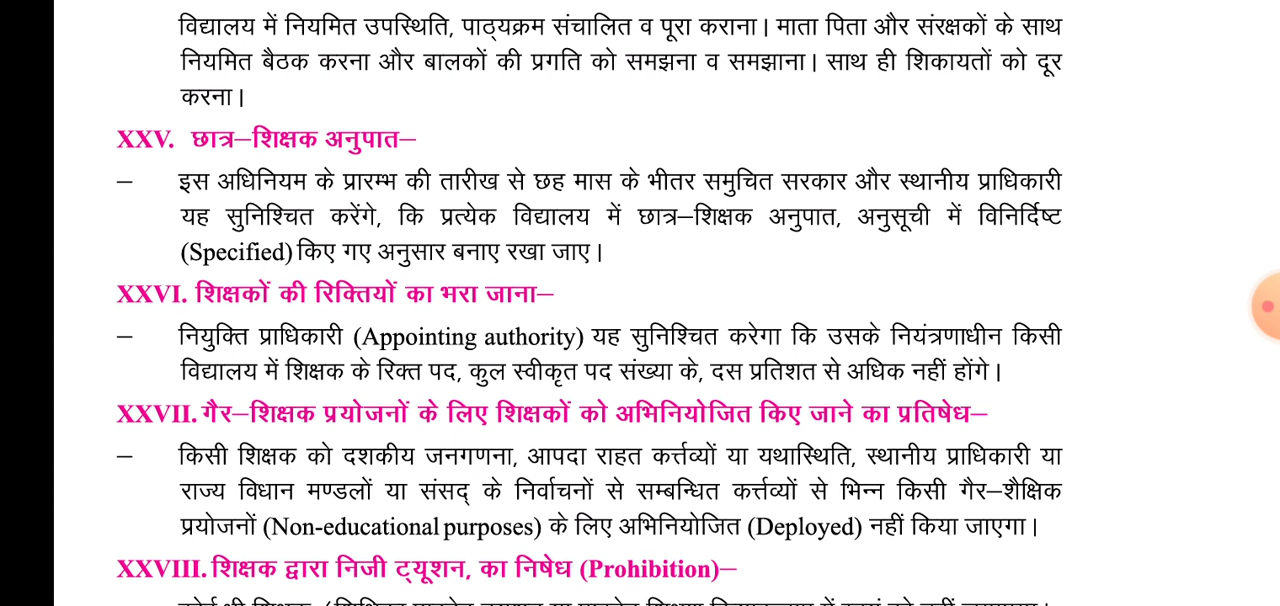 विद्यालय में नियमित उपस्थिति, पाठ्यक्रम संचालित व पूरा कराना। माता पिता और संरक्षकों के साथ
नियमित बैठक करना और बालकों की प्रगति को समझना व समझाना। साथ ही शिकायतों को दूर
करना।
XXV. छात्र–शिक्षक अनुपात–
– इस अधिनियम के प्रारम्भ की तारीख से छह मास के भीतर समुचित सरकार और स्थानीय प्राधिकारी
यह सुनिश्चित करेंगे, कि प्रत्येक विद्यालय में छात्र–शिक्षक अनुपात, अनुसूची में विनिर्दिष्ट
(Specified) किए गए अनुसार बनाए रखा जाए।
XXVI. शिक्षकों की रिक्तियों का भरा जाना–
– नियुक्ति प्राधिकारी (Appointing authority) यह सुनिश्चित करेगा कि उसके नियंत्रणाधीन किसी
विद्यालय में शिक्षक के रिक्त पद, कुल स्वीकृत पद संख्या के, दस प्रतिशत से अधिक नहीं होंगे।
XXVII. गैर–शिक्षक प्रयोजनों के लिए शिक्षकों को अभिनियोजित किए जाने का प्रतिषेध–
– किसी शिक्षक को दशकीय जनगणना, आपदा राहत कर्त्तव्यों या यथास्थिति, स्थानीय प्राधिकारी या
राज्य विधान मण्डलों या संसद् के निर्वाचनों से सम्बन्धित कर्त्तव्यों से भिन्न किसी गैर–शैक्षिक
प्रयोजनों (Non-educational purposes) के लिए अभिनियोजित (Deployed) नहीं किया जाएगा।
XXVIII. शिक्षक द्वारा निजी ट्यूशन, का निषेध (Prohibition)–